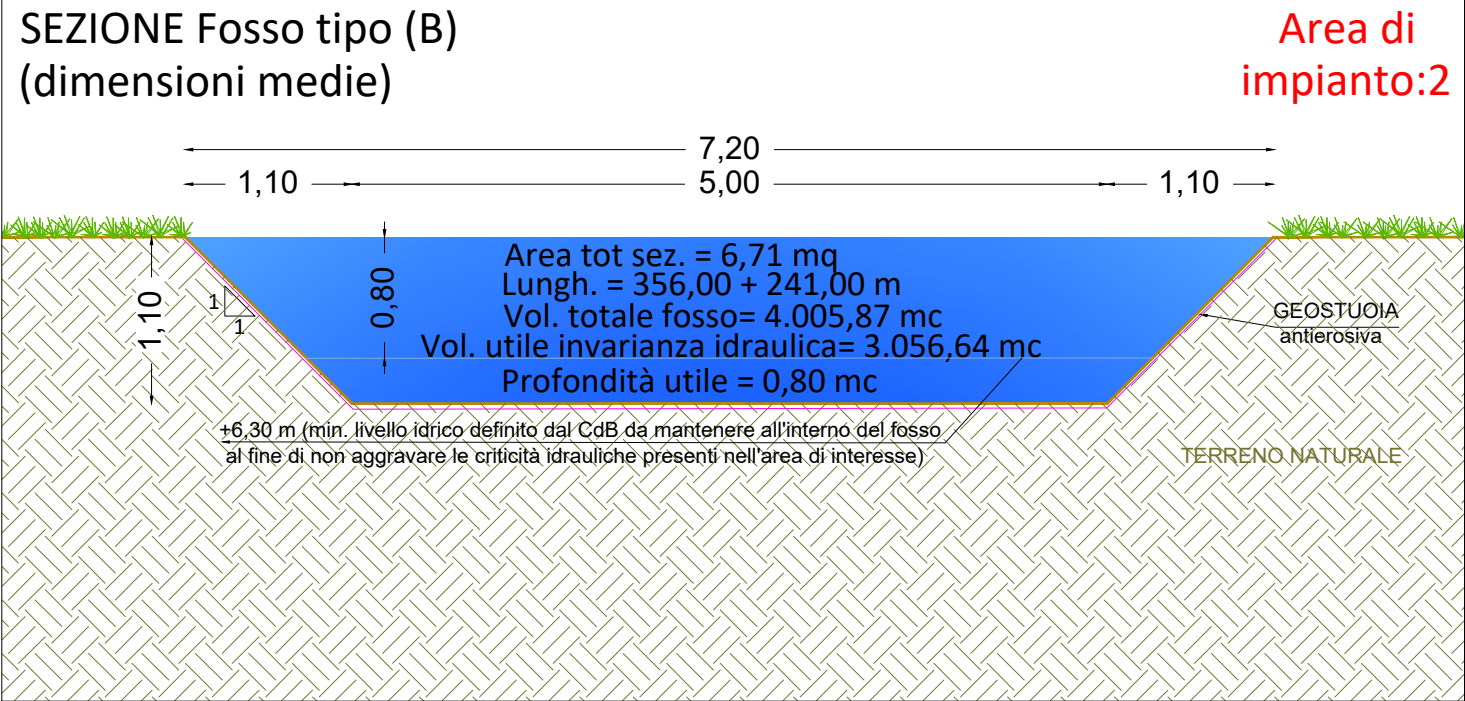 SEZIONE Fosso tipo (B)
(dimensioni medie)
Area di
impianto:2
7,20
1,10
5,00
1,10
1,10
0,80
1
1
Area tot sez. = 6,71 mq
Lungh. = 356,00 + 241,00 m
Vol. totale fosso= 4.005,87 mc
Vol. utile invarianza idraulica= 3.056,64 mc
Profondità utile = 0,80 mc
GEOSTUOIA
antierosiva
+6,30 m (min. livello idrico definito dal CdB da mantenere all'interno del fosso
al fine di non aggravare le criticità idrauliche presenti nell'area di interesse)
TERRENO NATURALE